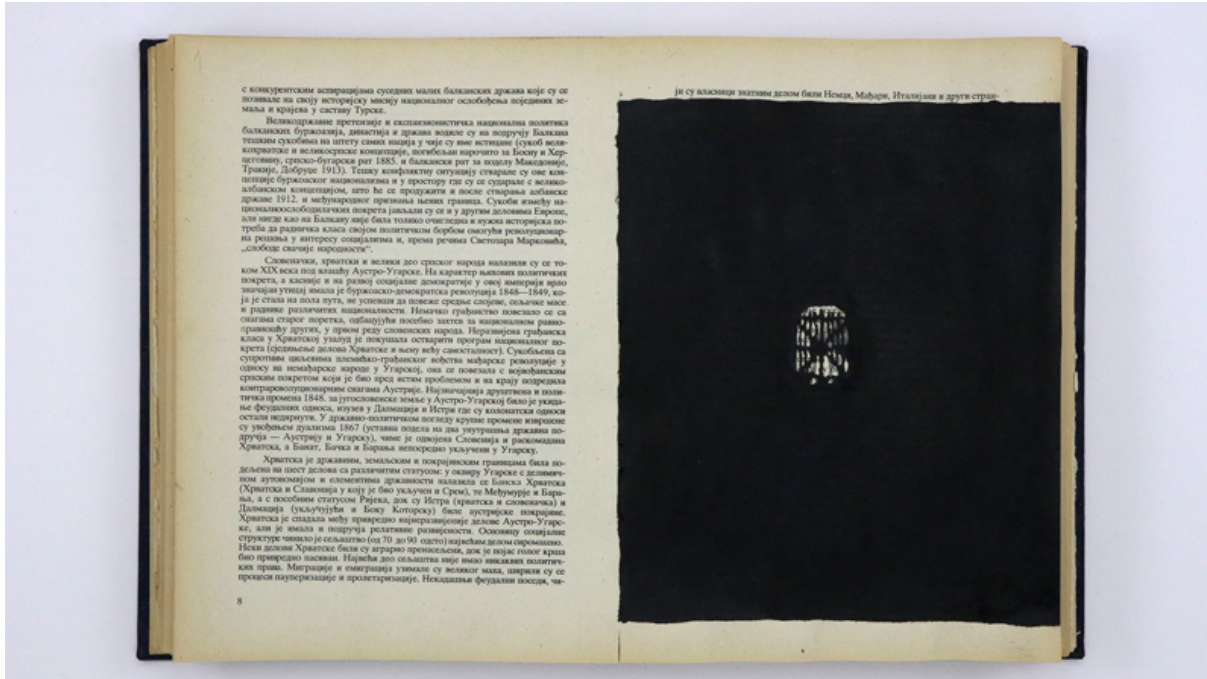 с конкурентским аспирацијама суседних малих балканских држава које су се
позивале на своју историјску мисију националног ослобођења појединих зе-
маља и крајева у саставу Турске.
Великодржавне претензије и експанзионистичка национална политика
балканских буржоазија, династија и држава водиле су на подручју Балкана
тешким сукобима на штету самих нација у чије су име истицане (сукоб вели-
кохрватске и великосрпске концепције, погибељан нарочито за Босну и Хер-
цеговину, српско-бугарски рат 1885. и балкански рат за поделу Македоније,
Тракије, Добруџе 1913). Тешку конфликтну ситуацију стварале су ове кон-
цепције буржоаског национализма и у простору где су се сударале с велико-
албанском концепцијом, што ће се продужити и после стварања албанске
државе 1912. и међународног признања њених граница. Сукоби између на-
ционалноослободилачких покрета јављали су се и у другим деловима Европе,
али нигде као на Балкану није била толико очигледна и нужна историјска по-
треба да радничка класа својом политичком борбом омогући револуционар-
на решења у интересу социјализма и, према речима Светозара Марковића,
„слободе свачије народности“.
Словеначки, хрватски и велики део српског народа налазили су се то-
ком XIX века под влашћу Аустро-Угарске. На карактер њихових политичких
покрета, а касније и на развој социјалне демократије у овој империји врло
значајан утицај имала је буржоаско-демократска револуција 1848—1849, ко-
ја је стала на пола пута, не успевши да повеже средње слојеве, сељачке масе
и раднике различитих националности. Немачко грађанство повезало се са
снагама старог поретка, одбацујући посебно захтев за националном равно-
правношћу других, у првом реду словенских народа. Неразвијена грађанска
класа у Хрватској узалуд је покушала остварити програм националног по-
крета (сједињење делова Хрватске и њену већу самосталност). Сукобљена са
супротним циљевима племићко-грађанског вођства мађарске револуције у
односу на немађарске народе у Угарској, она се повезала с војвођанским
српским покретом који је био пред истим проблемом и на крају подредила
контрареволуционарним снагама Аустрије. Најзначајнија друштвена и поли-
тичка промена 1848. за југословенске земље у Аустро-Угарској било је укида-
ње феудалних односа, изузев у Далмацији и Истри где су колонатски односи
остали недирнути. У државно-политичком погледу крупне промене извршене
су увођењем дуализма 1867 (уставна подела на два унутрашња државна по-
дручја — Аустрију и Угарску), чиме је одвојена Словенија и раскомадана
Хрватска, а Банат, Бачка и Барања непосредно укључени у Угарску.
Хрватска је државним, земаљским и покрајинским границама била по-
дељена на шест делова са различитим статусом: у оквиру Угарске с делимич-
ном аутономијом и елементима државности налазила се Банска Хрватска
(Хрватска и Славонија у коју је био укључен и Срем), те Међумурје и Бара-
ња, а с посебним статусом Ријека, док су Истра (хрватска и словеначка) и
Далмација (укључујући и Боку Которску) биле аустријске покрајине.
Хрватска је спадала међу привредно најнеразвијеније делове Аустро-Угарс-
ке, али је имала и подручја релативне развијености. Основицу социјалне
структуре чинило је сељаштво (од 70 до 90 одсто) највећим делом сиромашно.
Неки делови Хрватске били су аграрно пренасељени, док је појас голог крша
био привредно пасиван. Највећи део сељаштва није имао никаквих политич-
ких права. Миграције и емиграција узимале су великог маха, ширили су се
процеси пауперизације и пролетаризације. Некадашњи феудални поседи, чи-
8
ји су власници знатним делом били Немци, Мађари, Италијани и други стран-